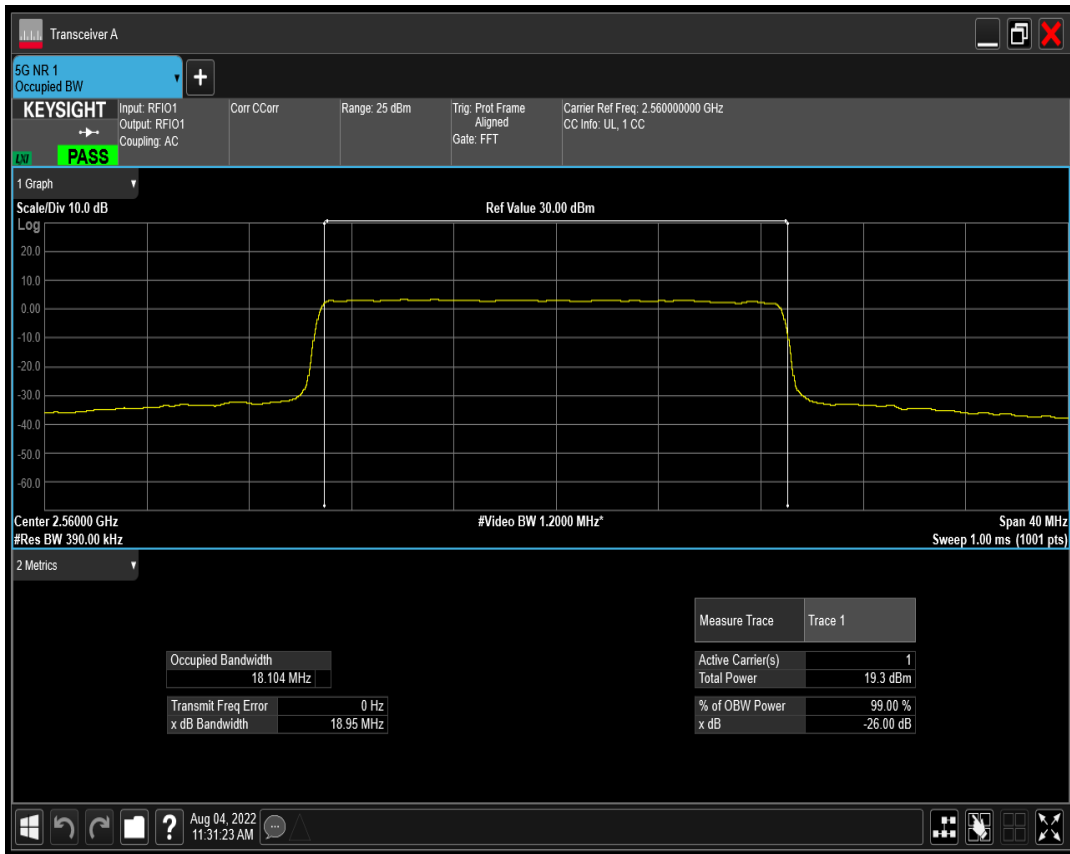 Transceiver A
5G NR 1
Occupied BW
+
KEYSIGHT
Input: RFIO1
Output: RFIO1
Coupling: AC
LXI
PASS
Corr CCorr
Range: 25 dBm
Trig: Prot Frame
Aligned
Gate: FFT
Carrier Ref Freq: 2.560000000 GHz
CC Info: UL, 1 CC
1 Graph
Scale/Div 10.0 dB
Ref Value 30.00 dBm
Log
20.0
10.0
0.00
-10.0
-20.0
-30.0
-40.0
-50.0
-60.0
Center 2.56000 GHz
#Video BW 1.2000 MHz*
Span 40 MHz
#Res BW 390.00 kHz
Sweep 1.00 ms (1001 pts)
2 Metrics
Measure Trace Trace 1
Occupied Bandwidth
18.104 MHz
Active Carrier(s) 1
Total Power 19.3 dBm
Transmit Freq Error 0 Hz
x dB Bandwidth 18.95 MHz
% of OBW Power 99.00 %
x dB -26.00 dB
?
Aug 04, 2022
11:31:23 AM